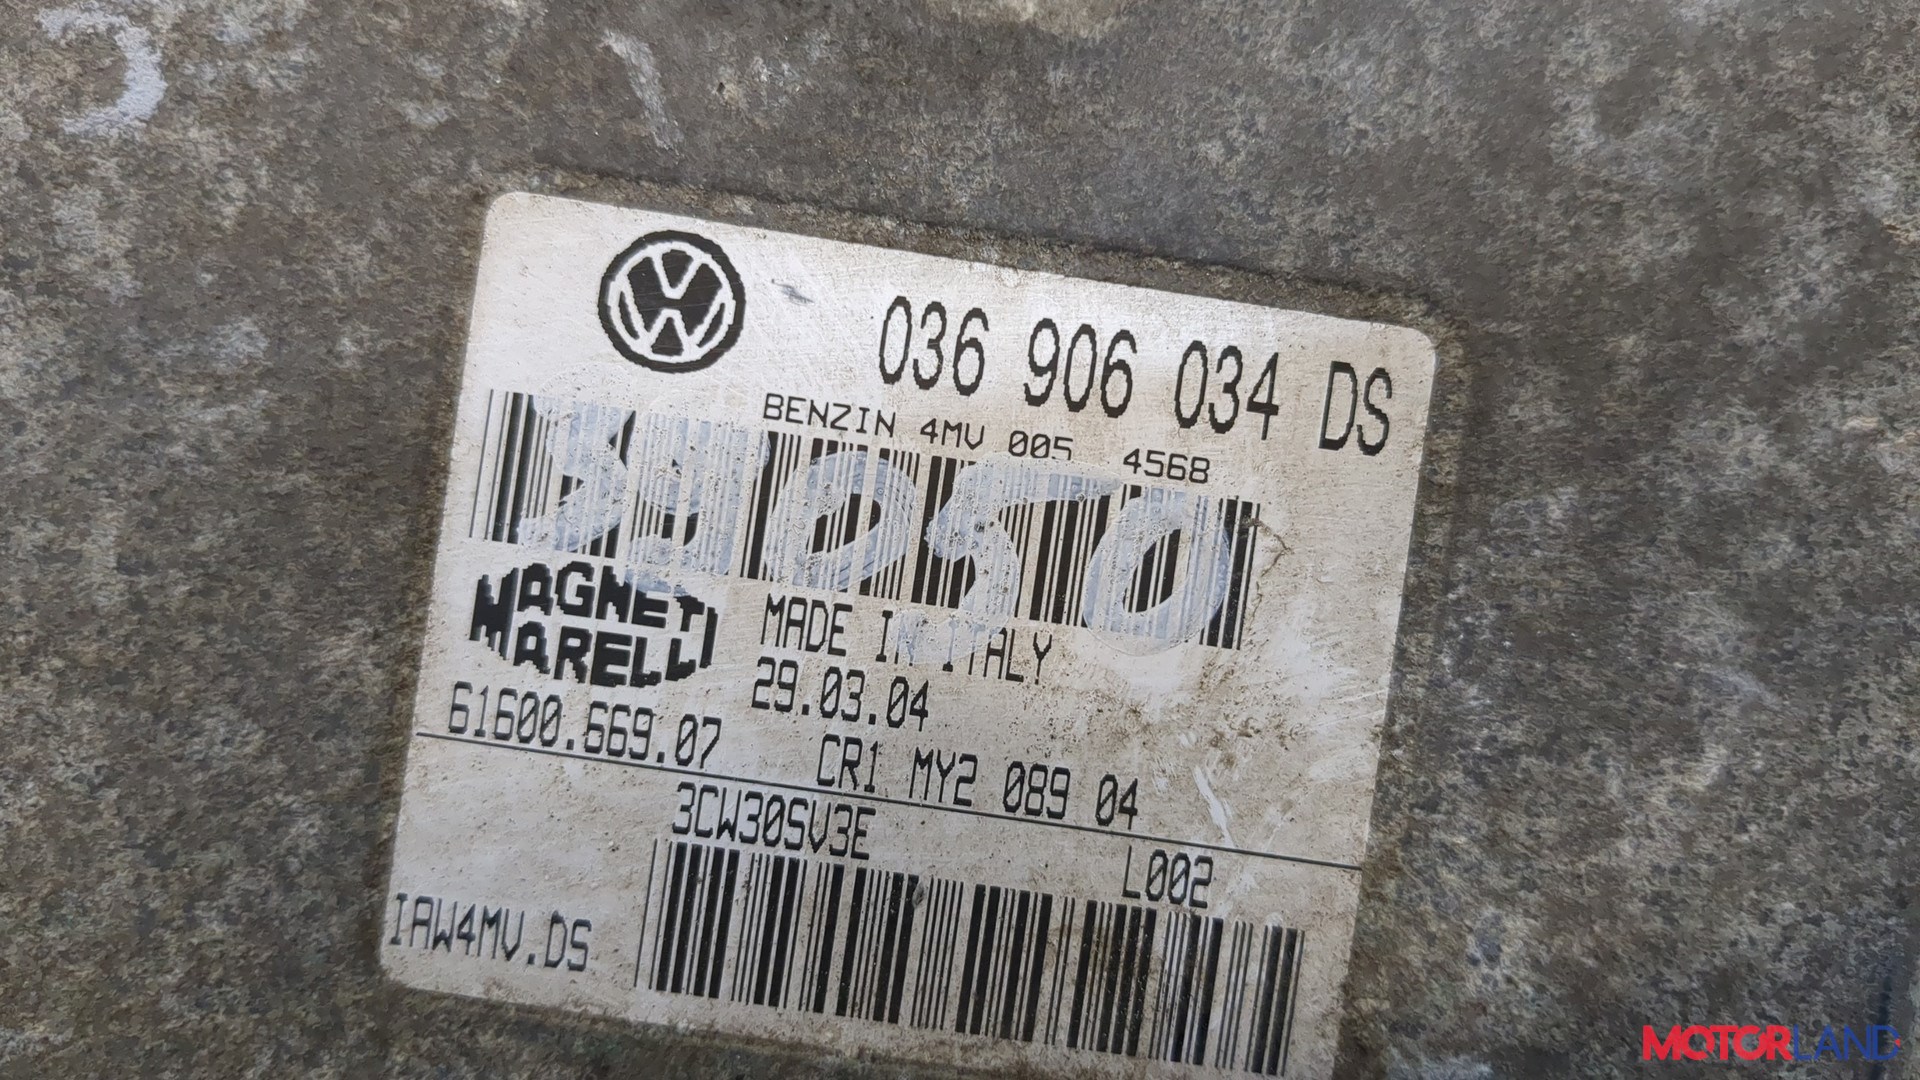 036 906 034 DS
BENZIN 4MV 005 4568
59050
MAGNETI
MARELLI
MADE IN ITALY
29.03.04
61600.669.07
CR1 MY2 089 04
3CW30SV3E
L002
IAW4MV.DS
MOTORLAND